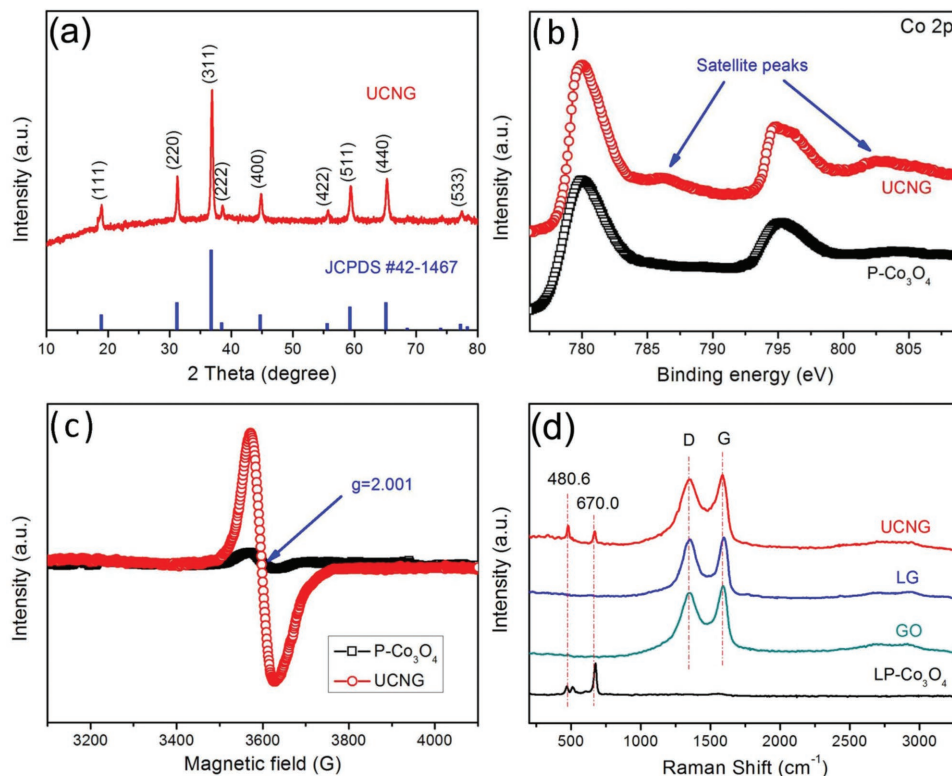 (a)
(111)
(220)
(311)
(222)
(400)
(422)
(511)
(440)
(533)
UCNG
JCPDS #42-1467
Intensity (a.u.)
10 20 30 40 50 60 70 80
2 Theta (degree)
(b)
Co 2p
Satellite peaks
UCNG
P-Co₃O₄
Intensity (a.u.)
780 785 790 795 800 805
Binding energy (eV)
(c)
g=2.001
P-Co₃O₄
UCNG
Intensity (a.u.)
3200 3400 3600 3800 4000
Magnetic field (G)
(d)
D G
480.6
670.0
UCNG
LG
GO
LP-Co₃O₄
Intensity (a.u.)
500 1000 1500 2000 2500 3000
Raman Shift (cm⁻¹)